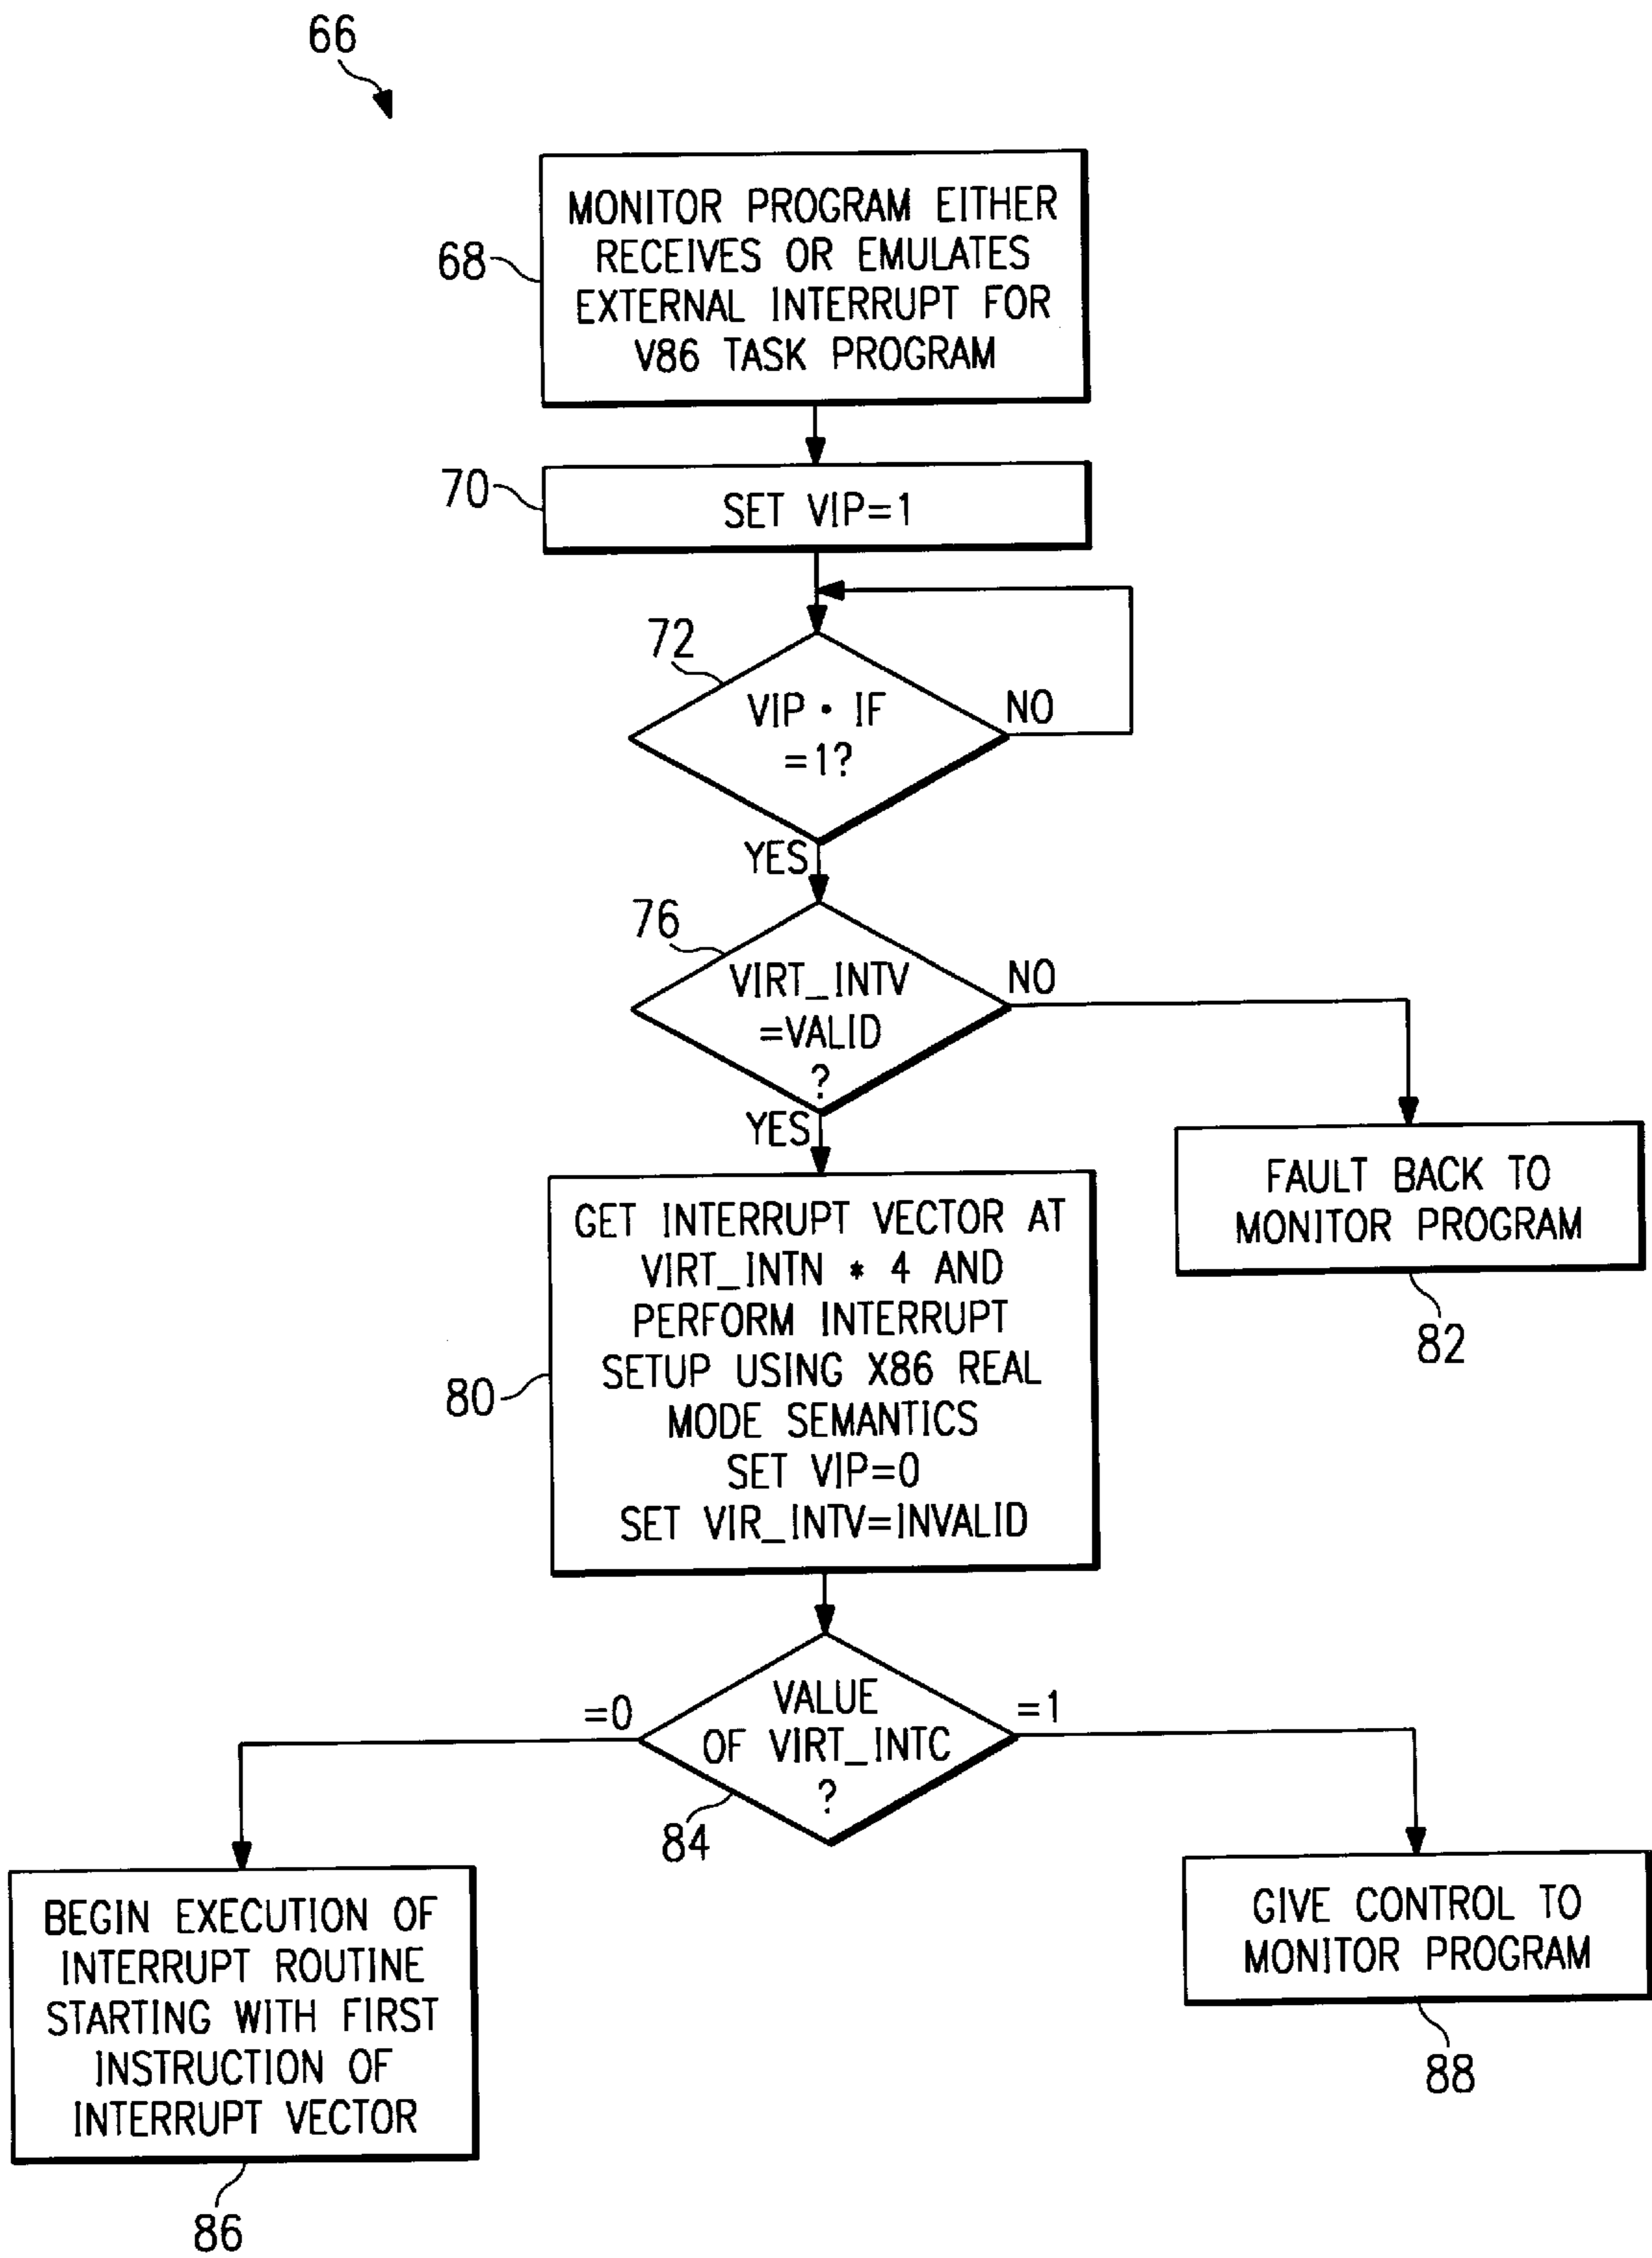 66
68
MONITOR PROGRAM EITHER
RECEIVES OR EMULATES
EXTERNAL INTERRUPT FOR
V86 TASK PROGRAM
70
SET VIP=1
72
VIP • IF
=1?
NO
YES
76
VIRT_INTV
=VALID
?
NO
YES
FAULT BACK TO
MONITOR PROGRAM
82
80
GET INTERRUPT VECTOR AT
VIRT_INTN * 4 AND
PERFORM INTERRUPT
SETUP USING X86 REAL
MODE SEMANTICS
SET VIP=0
SET VIR_INTV=INVALID
=0
VALUE
OF VIRT_INTC
?
=1
84
BEGIN EXECUTION OF
INTERRUPT ROUTINE
STARTING WITH FIRST
INSTRUCTION OF
INTERRUPT VECTOR
86
GIVE CONTROL TO
MONITOR PROGRAM
88